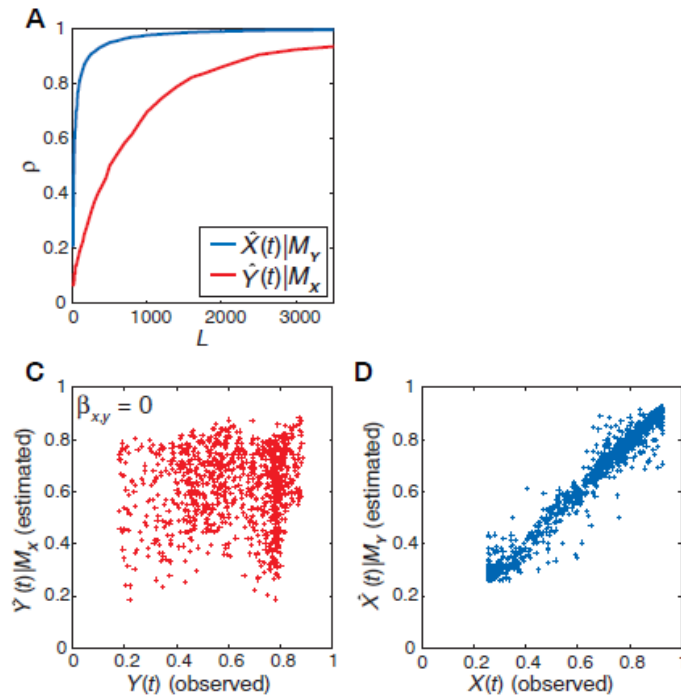 A
1
0.8
0.6
0.4
0.2
0
ρ
0 1000 2000 3000
L
X̂(t)|M_Y
Ŷ(t)|M_X
C
β_{x,y} = 0
1
0.8
0.6
0.4
0.2
0
Ŷ(t)|M_X (estimated)
0 0.2 0.4 0.6 0.8 1
Y(t) (observed)
D
1
0.8
0.6
0.4
0.2
0
X̂(t)|M_Y (estimated)
0 0.2 0.4 0.6 0.8 1
X(t) (observed)